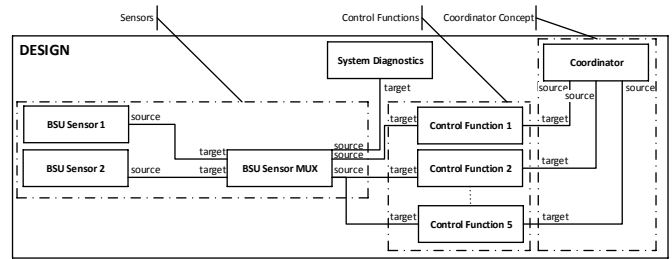 Sensors
Control Functions
Coordinator Concept
DESIGN
System Diagnostics
Coordinator
target
source
source
source
BSU Sensor 1
source
target
BSU Sensor MUX
source
source
source
target
Control Function 1
target
BSU Sensor 2
source
target
target
Control Function 2
target
target
Control Function 5
target